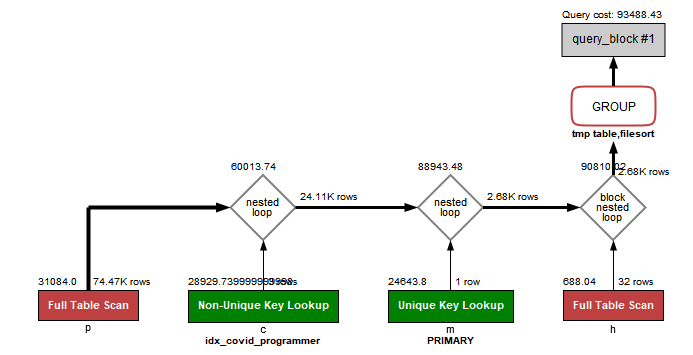 Query cost: 93488.43
query_block #1
GROUP
tmp table,filesort
60013.74
88943.48
90810.02
2.68K rows
nested
loop
24.11K rows
nested
loop
2.68K rows
block
nested
loop
31084.0
74.47K rows
28929.739999999998
rows
24643.8
1 row
688.04
32 rows
Full Table Scan
Non-Unique Key Lookup
Unique Key Lookup
Full Table Scan
p
c
m
h
idx_covid_programmer
PRIMARY